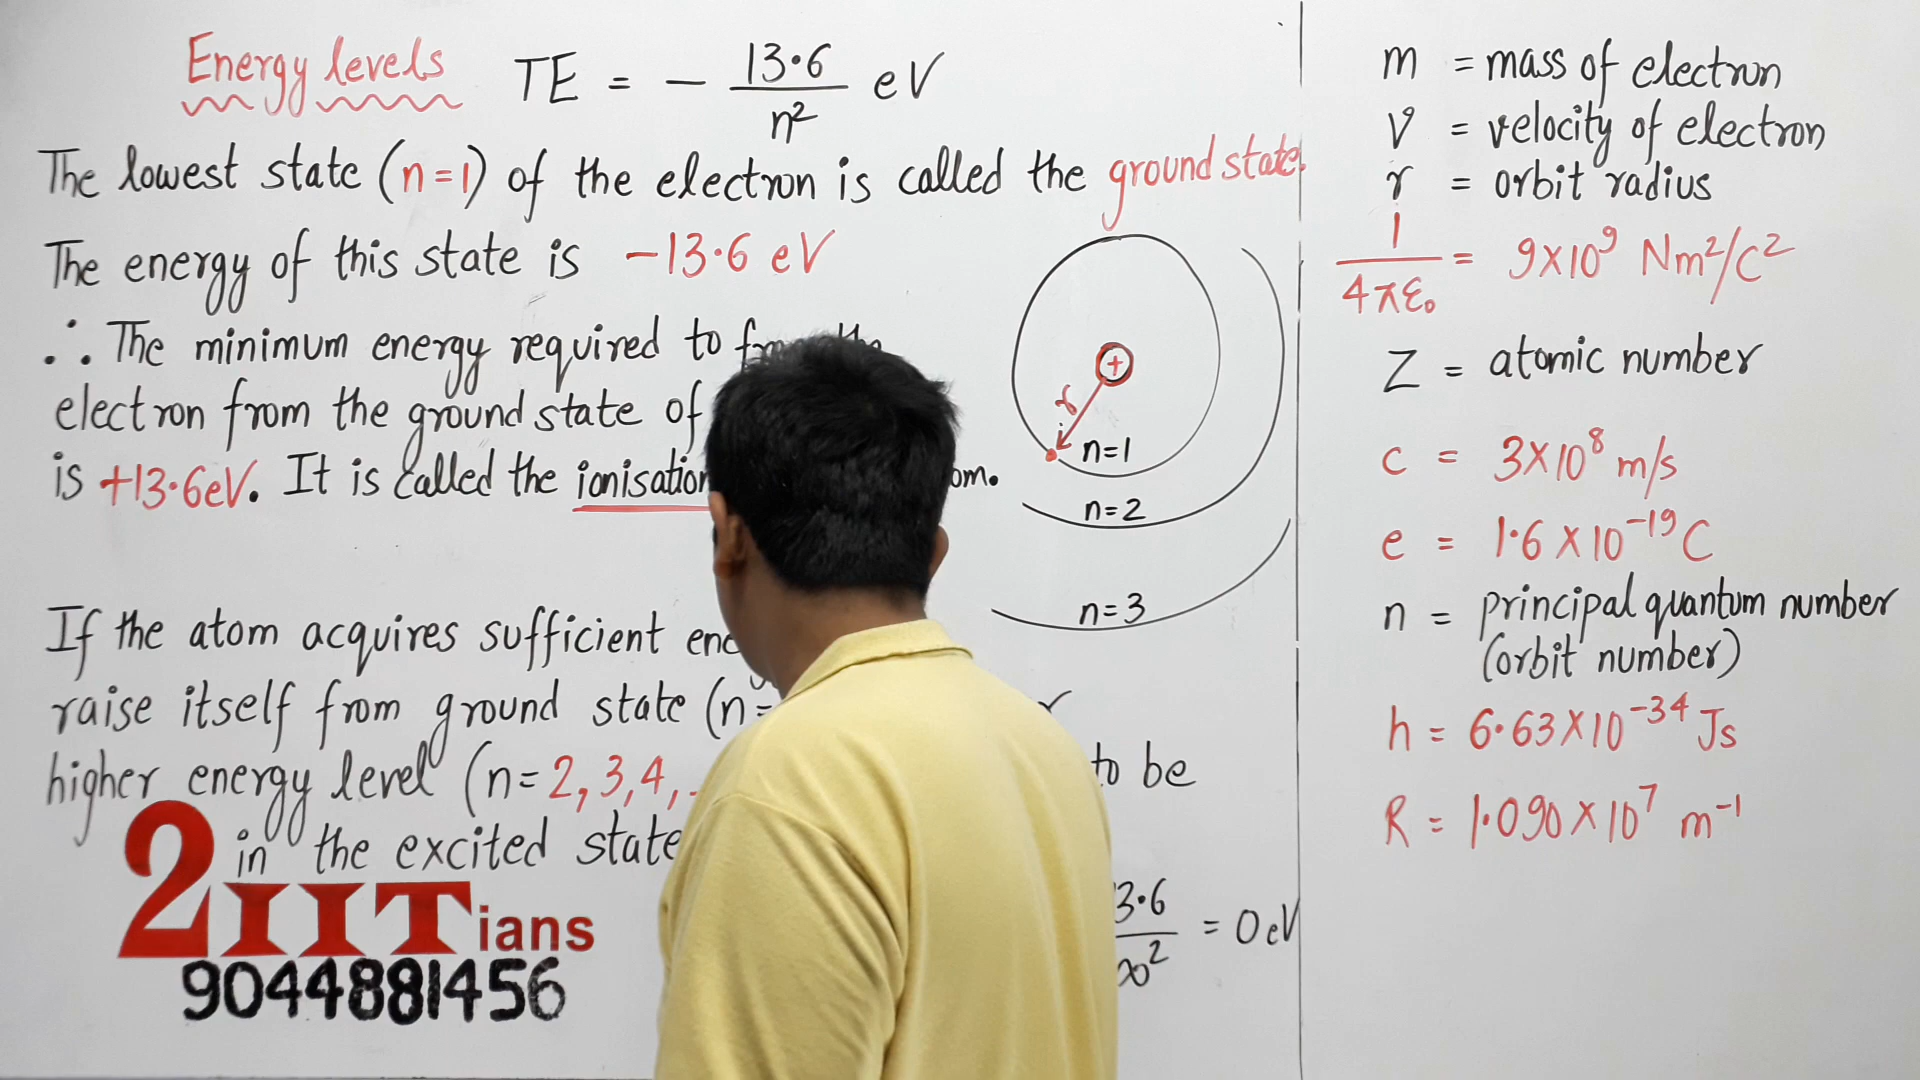 Energy levels TE = - 13.6/n² eV
The lowest state (n=1) of the electron is called the ground state.
The energy of this state is -13.6 eV
∴ The minimum energy required to
electron from the ground state of
is +13.6eV. It is called the ionisation
If the atom acquires sufficient
raise itself from ground state (n=
higher energy level (n= 2, 3, 4, to be
in the excited state
3.6/∞² = 0 eV
+
r
n=1
n=2
n=3
m = mass of electron
V = velocity of electron
r = orbit radius
1/4πε₀ = 9×10⁹ Nm²/C²
Z = atomic number
c = 3×10⁸ m/s
e = 1.6×10⁻¹⁹ C
n = principal quantum number
(orbit number)
h = 6.63×10⁻³⁴ Js
R = 1.090×10⁷ m⁻¹
2IITians
9044881456